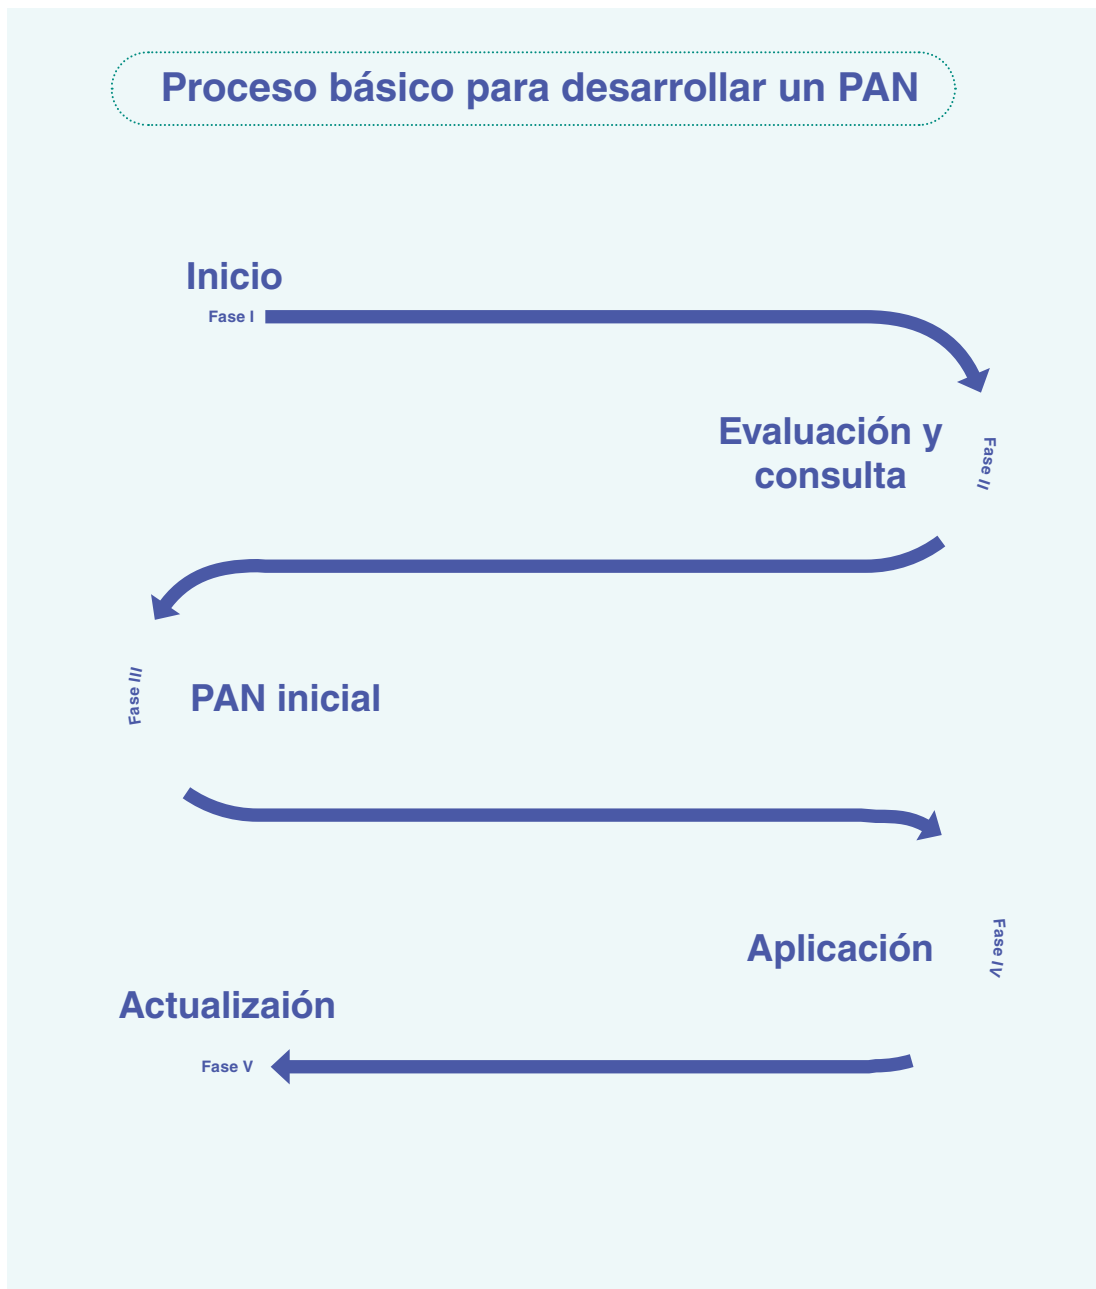 Proceso básico para desarrollar un PAN
Inicio
Fase I
Evaluación y
consulta
Fase II
Fase III
PAN inicial
Aplicación
Fase IV
Actualizaión
Fase V